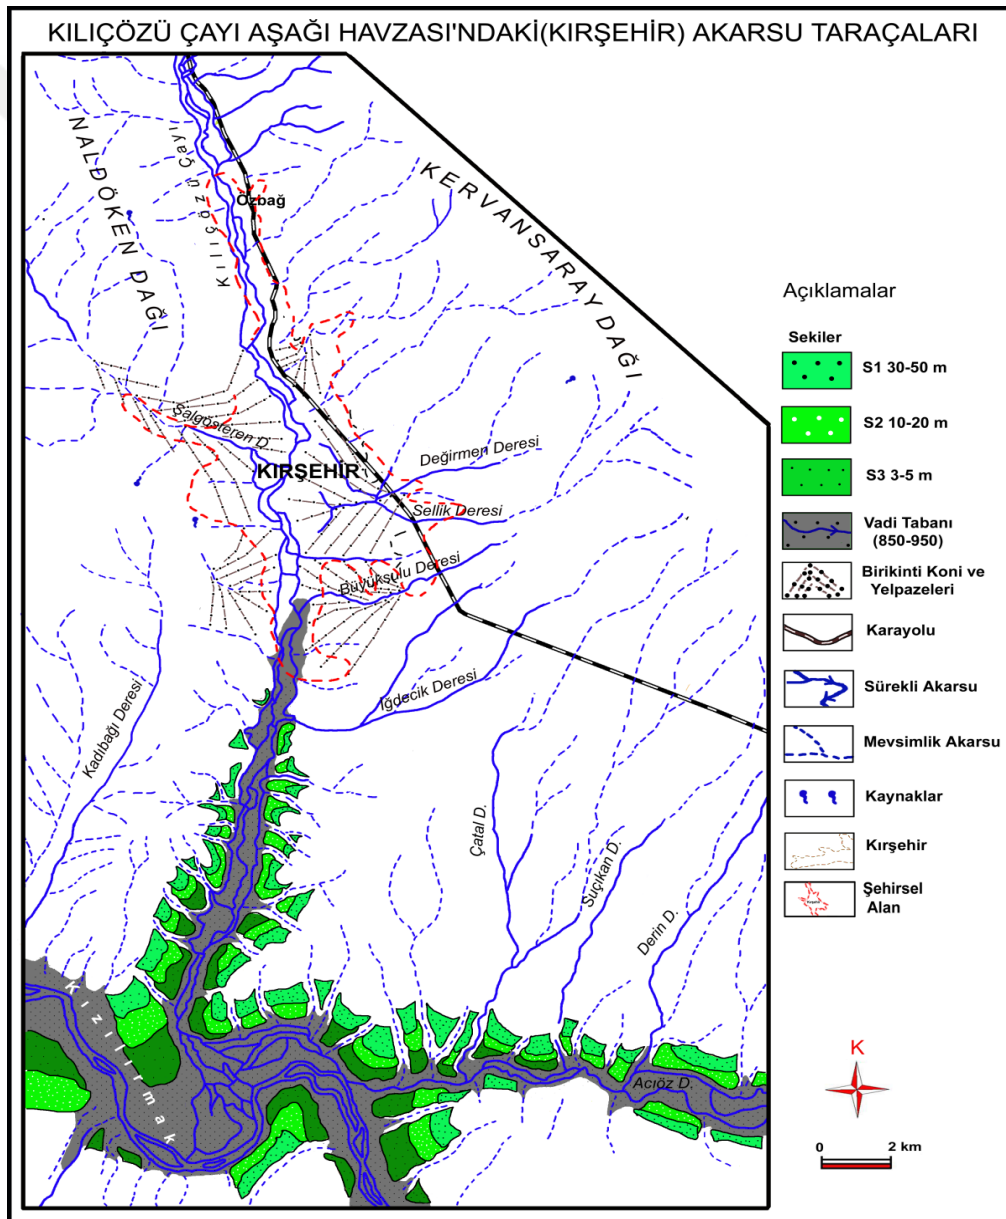 KILIÇÖZÜ ÇAYI AŞAĞI HAVZASI'NDAKİ(KIRŞEHİR) AKARSU TARAÇALARI
NALDÖKEN DAĞI
Kılıçözü Çayı
Özbağ
KERVANSARAY DAĞI
Şalgösteren D.
KIRŞEHİR
Değirmen Deresi
Sellik Deresi
Büyüksulu Deresi
Iğdecik Deresi
Kadıbağı Deresi
Çatal D.
Suçıkan D.
Derin D.
Kızılırmak
Acıöz D.
Açıklamalar
Sekiler
S1 30-50 m
S2 10-20 m
S3 3-5 m
Vadi Tabanı
(850-950)
Birikinti Koni ve
Yelpazeleri
Karayolu
Sürekli Akarsu
Mevsimlik Akarsu
Kaynaklar
Kırşehir
Şehirsel
Alan
K
0 2 km